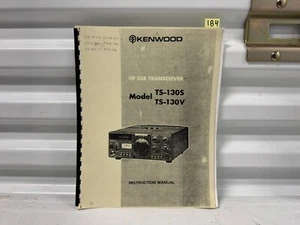 184
KENWOOD
HF SSB TRANSCEIVER
Model TS-130S
TS-130V
INSTRUCTION MANUAL